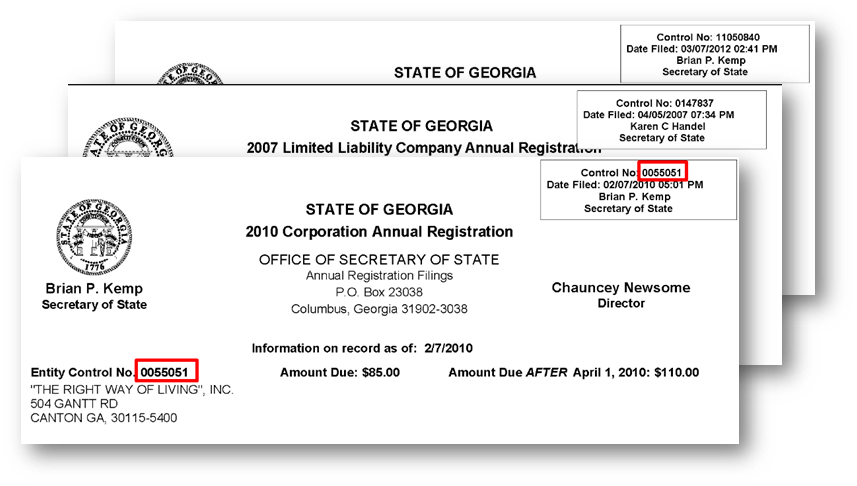 Control No: 11050840
Date Filed: 03/07/2012 02:41 PM
Brian P. Kemp
Secretary of State
STATE OF GEORGIA
Control No: 0147837
Date Filed: 04/05/2007 07:34 PM
Karen C Handel
Secretary of State
STATE OF GEORGIA
2007 Limited Liability Company Annual Registration
STATE OF GEORGIA
Control No: 0055051
Date Filed: 02/07/2010 05:01 PM
Brian P. Kemp
Secretary of State
STATE OF GEORGIA
2010 Corporation Annual Registration
STATE OF GEORGIA
1776
OFFICE OF SECRETARY OF STATE
Annual Registration Filings
P.O. Box 23038
Columbus, Georgia 31902-3038
Brian P. Kemp
Secretary of State
Chauncey Newsome
Director
Information on record as of: 2/7/2010
Entity Control No. 0055051 Amount Due: $85.00 Amount Due AFTER April 1, 2010: $110.00
"THE RIGHT WAY OF LIVING", INC.
504 GANTT RD
CANTON GA, 30115-5400